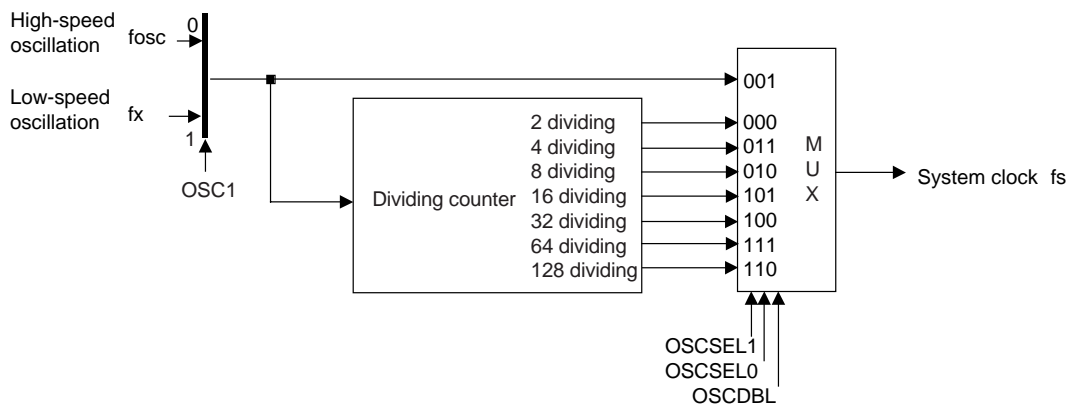 High-speed
oscillation fosc
0
Low-speed
oscillation fx
1
OSC1
Dividing counter
2 dividing
4 dividing
8 dividing
16 dividing
32 dividing
64 dividing
128 dividing
001
000
011
010
101
100
111
110
M
U
X
System clock fs
OSCSEL1
OSCSEL0
OSCDBL